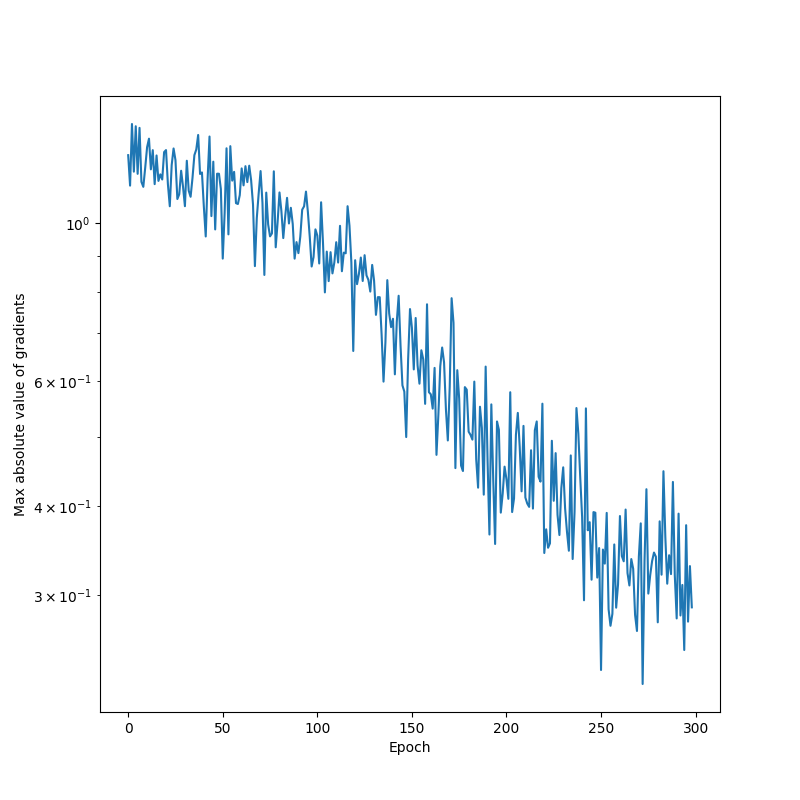 Max absolute value of gradients
10⁰
6 × 10⁻¹
4 × 10⁻¹
3 × 10⁻¹
0 50 100 150 200 250 300
Epoch